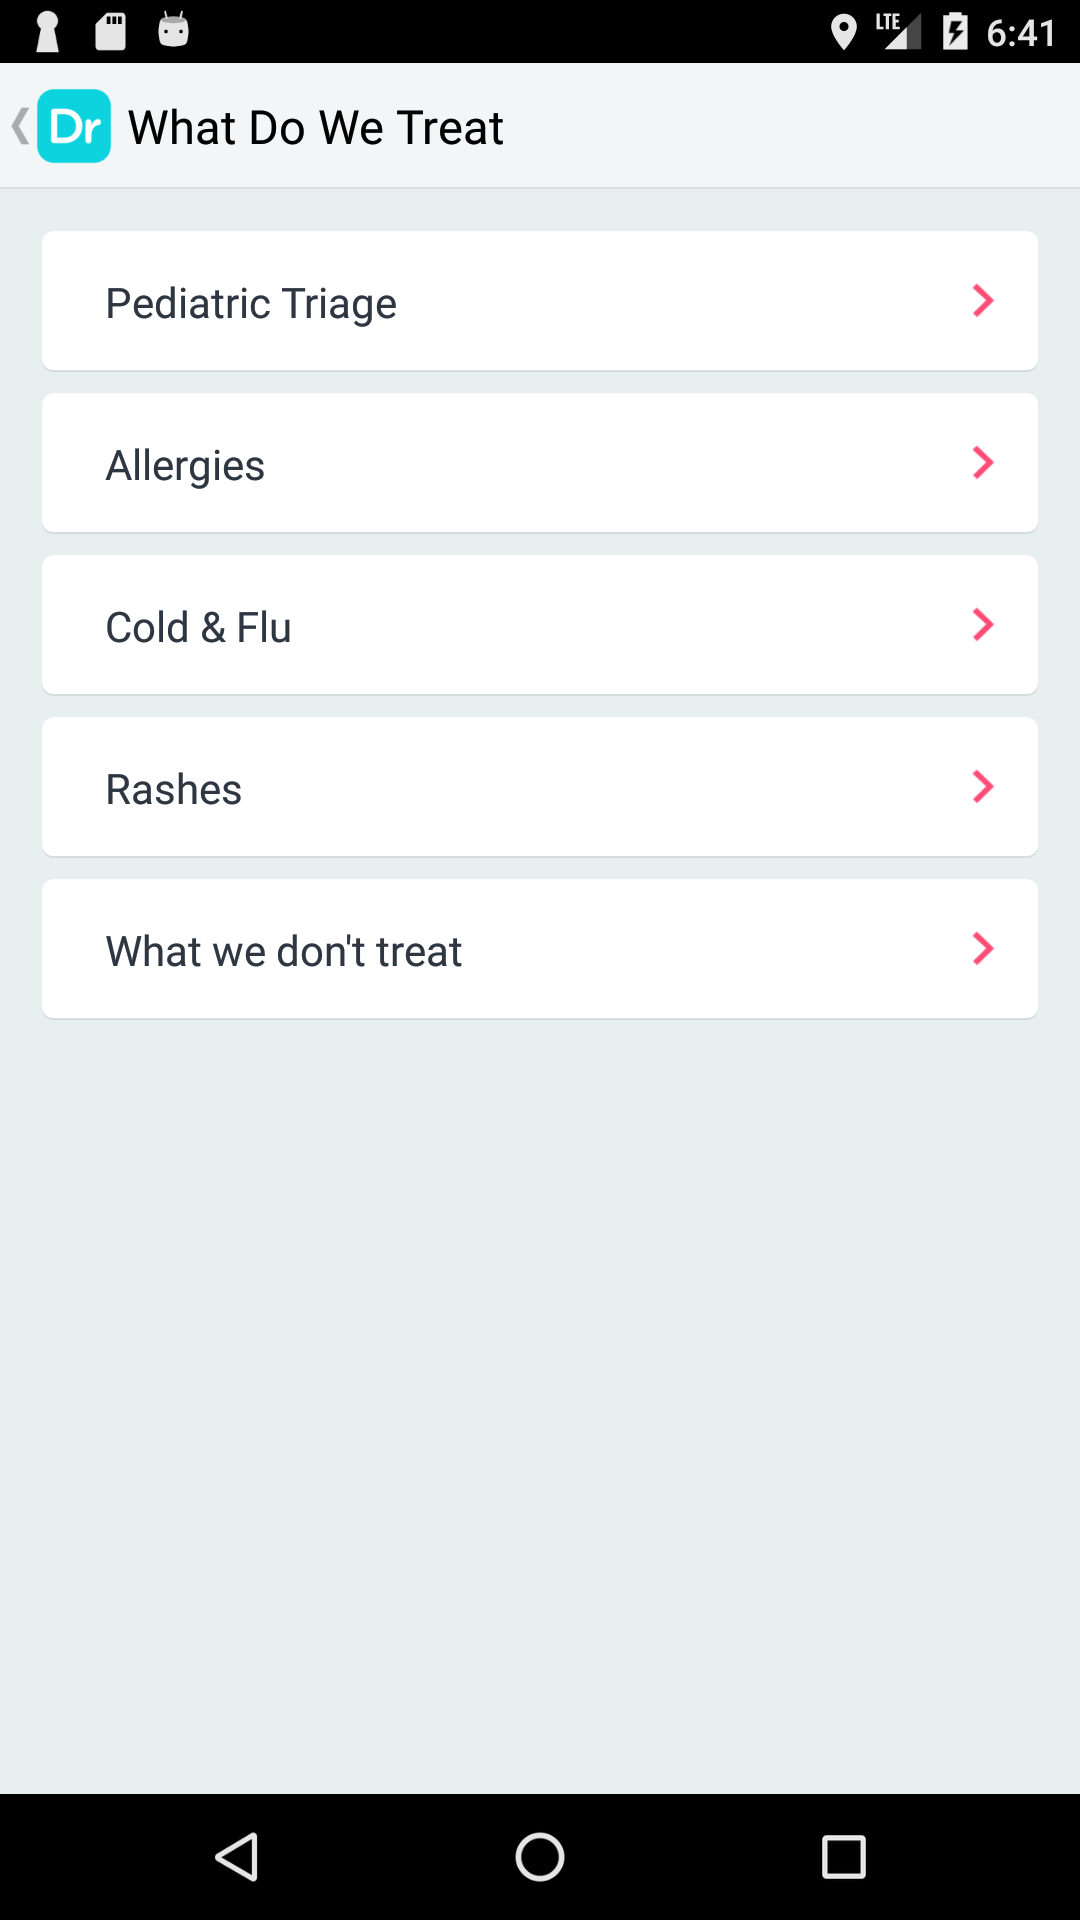 LTE 6:41
Dr What Do We Treat
Pediatric Triage
Allergies
Cold & Flu
Rashes
What we don't treat